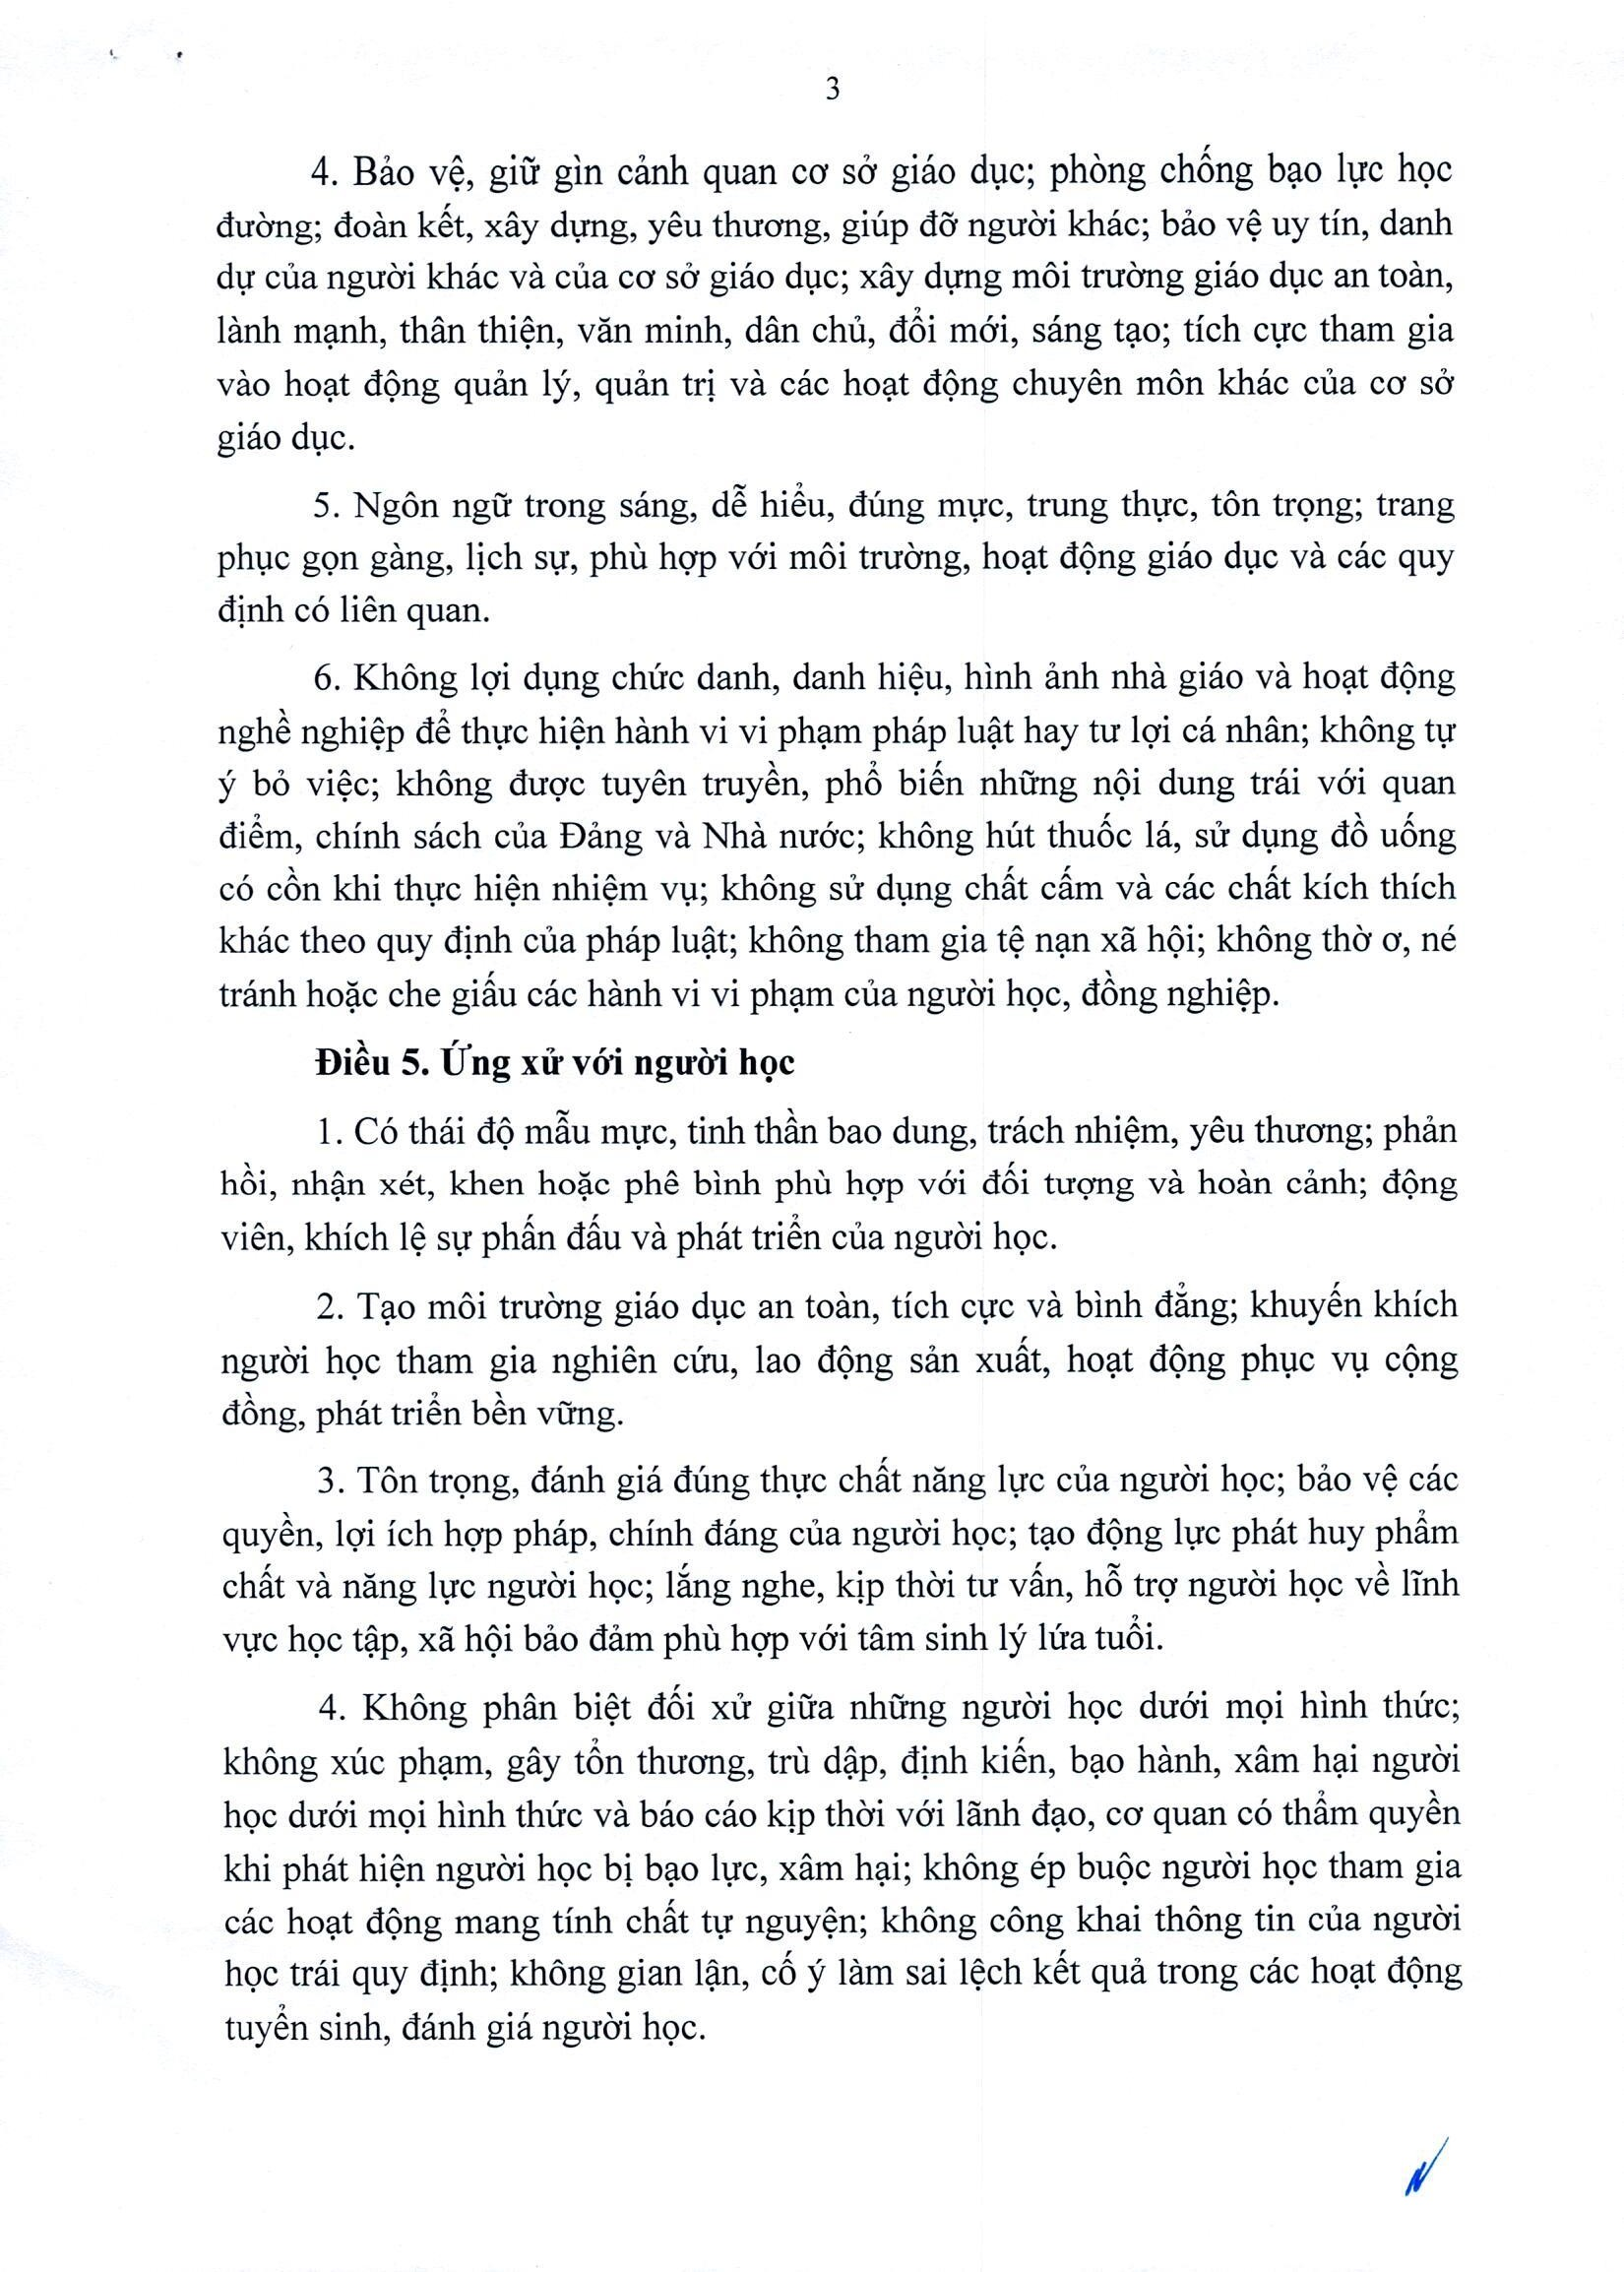 3
4. Bảo vệ, giữ gìn cảnh quan cơ sở giáo dục; phòng chống bạo lực học
đường; đoàn kết, xây dựng, yêu thương, giúp đỡ người khác; bảo vệ uy tín, danh
dự của người khác và của cơ sở giáo dục; xây dựng môi trường giáo dục an toàn,
lành mạnh, thân thiện, văn minh, dân chủ, đổi mới, sáng tạo; tích cực tham gia
vào hoạt động quản lý, quản trị và các hoạt động chuyên môn khác của cơ sở
giáo dục.
5. Ngôn ngữ trong sáng, dễ hiểu, đúng mực, trung thực, tôn trọng; trang
phục gọn gàng, lịch sự, phù hợp với môi trường, hoạt động giáo dục và các quy
định có liên quan.
6. Không lợi dụng chức danh, danh hiệu, hình ảnh nhà giáo và hoạt động
nghề nghiệp để thực hiện hành vi vi phạm pháp luật hay tư lợi cá nhân; không tự
ý bỏ việc; không được tuyên truyền, phổ biến những nội dung trái với quan
điểm, chính sách của Đảng và Nhà nước; không hút thuốc lá, sử dụng đồ uống
có cồn khi thực hiện nhiệm vụ; không sử dụng chất cấm và các chất kích thích
khác theo quy định của pháp luật; không tham gia tệ nạn xã hội; không thờ ơ, né
tránh hoặc che giấu các hành vi vi phạm của người học, đồng nghiệp.
Điều 5. Ứng xử với người học
1. Có thái độ mẫu mực, tinh thần bao dung, trách nhiệm, yêu thương; phản
hồi, nhận xét, khen hoặc phê bình phù hợp với đối tượng và hoàn cảnh; động
viên, khích lệ sự phấn đấu và phát triển của người học.
2. Tạo môi trường giáo dục an toàn, tích cực và bình đẳng; khuyến khích
người học tham gia nghiên cứu, lao động sản xuất, hoạt động phục vụ cộng
đồng, phát triển bền vững.
3. Tôn trọng, đánh giá đúng thực chất năng lực của người học; bảo vệ các
quyền, lợi ích hợp pháp, chính đáng của người học; tạo động lực phát huy phẩm
chất và năng lực người học; lắng nghe, kịp thời tư vấn, hỗ trợ người học về lĩnh
vực học tập, xã hội bảo đảm phù hợp với tâm sinh lý lứa tuổi.
4. Không phân biệt đối xử giữa những người học dưới mọi hình thức;
không xúc phạm, gây tổn thương, trù dập, định kiến, bạo hành, xâm hại người
học dưới mọi hình thức và báo cáo kịp thời với lãnh đạo, cơ quan có thẩm quyền
khi phát hiện người học bị bạo lực, xâm hại; không ép buộc người học tham gia
các hoạt động mang tính chất tự nguyện; không công khai thông tin của người
học trái quy định; không gian lận, cố ý làm sai lệch kết quả trong các hoạt động
tuyển sinh, đánh giá người học.